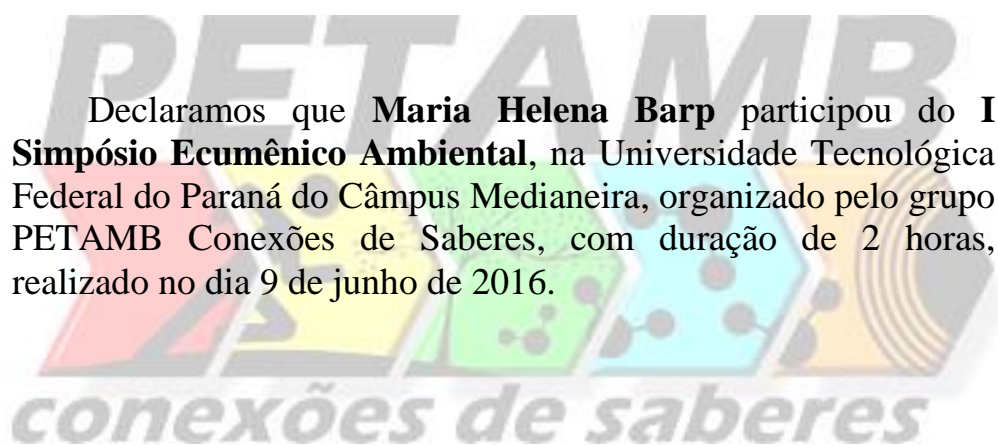 PETAMB
Declaramos que Maria Helena Barp participou do I
Simpósio Ecumênico Ambiental, na Universidade Tecnológica
Federal do Paraná do Câmpus Medianeira, organizado pelo grupo
PETAMB Conexões de Saberes, com duração de 2 horas,
realizado no dia 9 de junho de 2016.
conexões de saberes